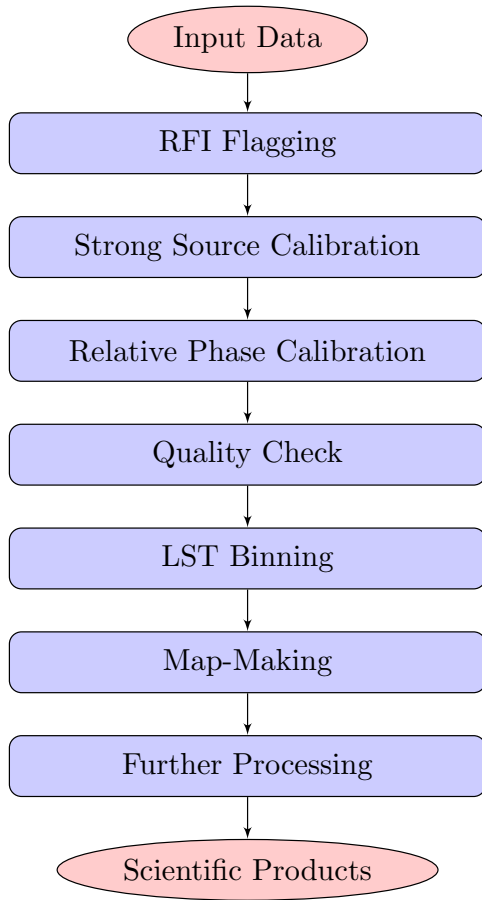 Input Data
RFI Flagging
Strong Source Calibration
Relative Phase Calibration
Quality Check
LST Binning
Map-Making
Further Processing
Scientific Products